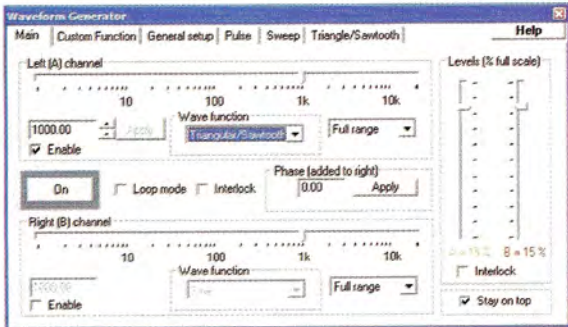 Waveform Generator
Main Custom Function General setup Pulse Sweep Triangle/Sawtooth Help
Left (A) channel
10 100 1k 10k
1000.00 Apply
Enable
Wave function
Triangular/Sawtooth
Full range
On
Loop mode Interlock
Phase (added to right)
0.00 Apply
Right (B) channel
10 100 1k 10k
Enable
Wave function
Full range
Levels (% full scale)
B = 15 %
Interlock
Stay on top